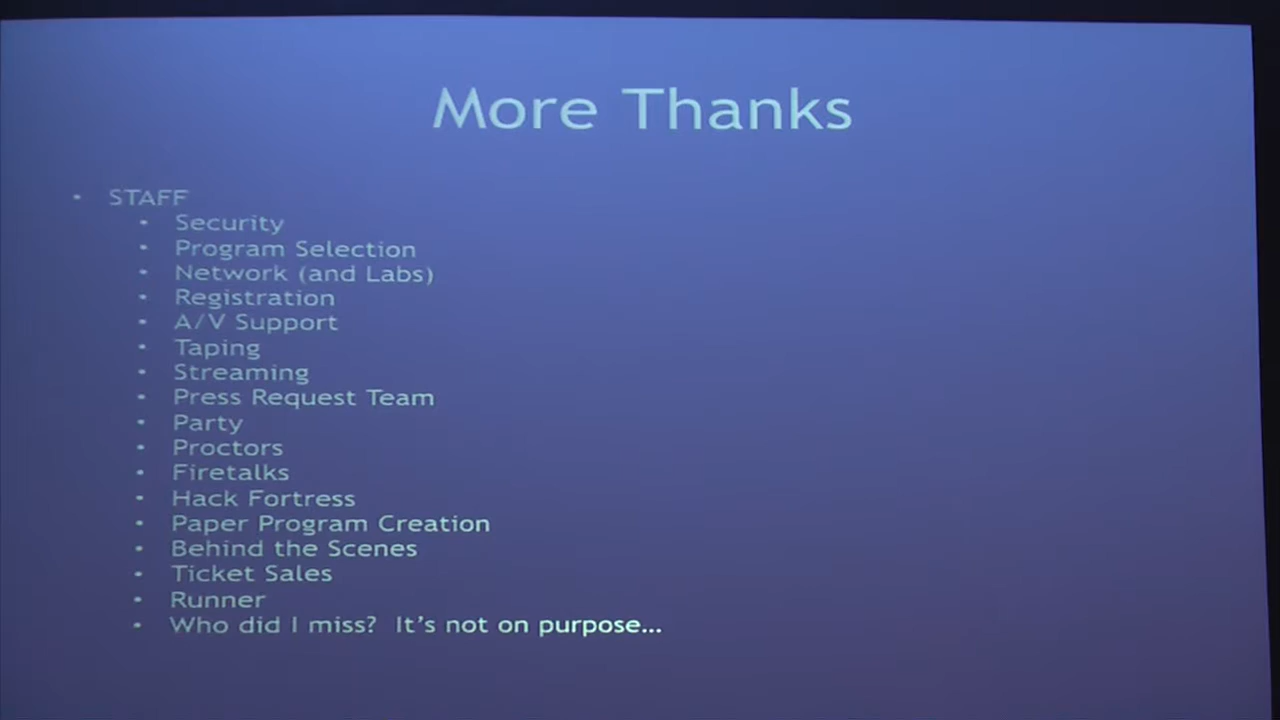 More Thanks
• STAFF
• Security
• Program Selection
• Network (and Labs)
• Registration
• A/V Support
• Taping
• Streaming
• Press Request Team
• Party
• Proctors
• Firetalks
• Hack Fortress
• Paper Program Creation
• Behind the Scenes
• Ticket Sales
• Runner
• Who did I miss? It's not on purpose...